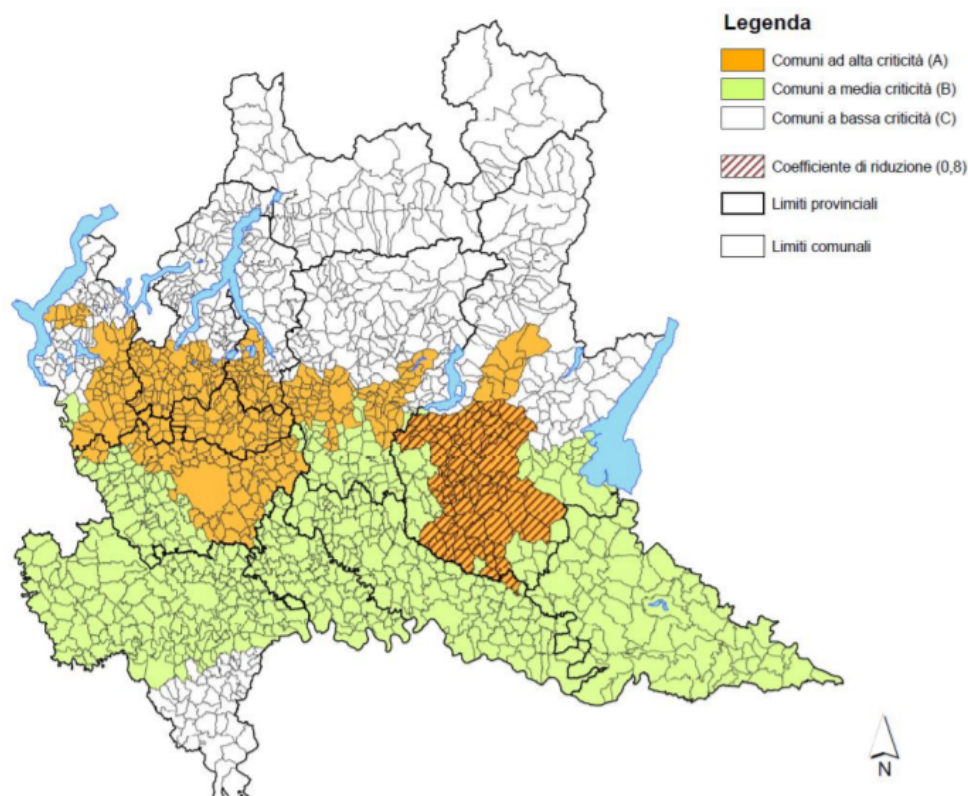 Legenda
Comuni ad alta criticità (A)
Comuni a media criticità (B)
Comuni a bassa criticità (C)
Coefficiente di riduzione (0,8)
Limiti provinciali
Limiti comunali
N